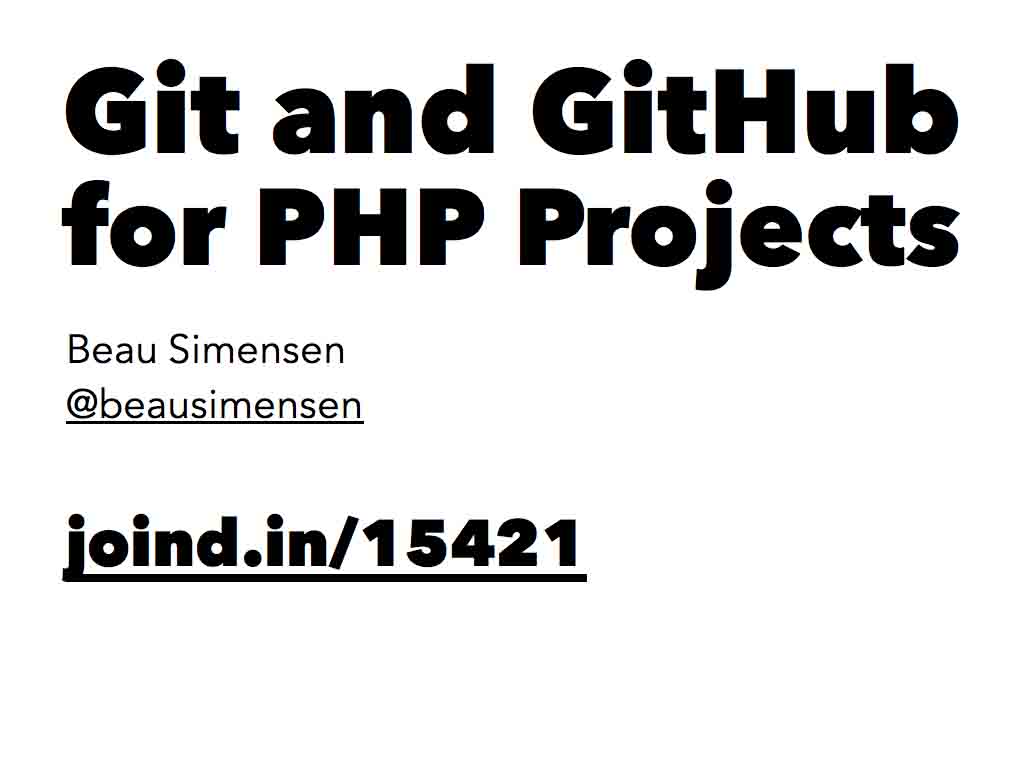 Git and GitHub
for PHP Projects
Beau Simensen
@beausimensen
joind.in/15421